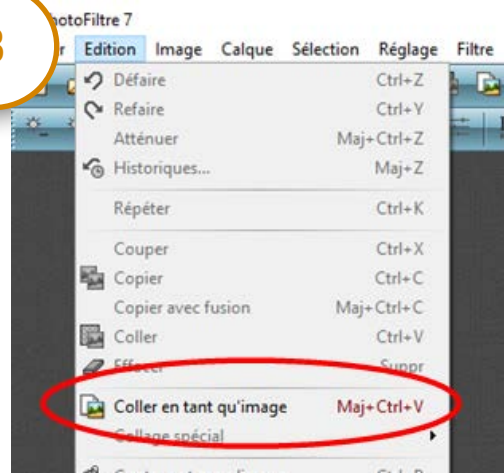 otoFiltre 7
3
r Edition Image Calque Sélection Réglage Filtre
Défaire Ctrl+Z
Refaire Ctrl+Y
Atténuer Maj+Ctrl+Z
Historiques... Maj+Z
Répéter Ctrl+K
Couper Ctrl+X
Copier Ctrl+C
Copier avec fusion Maj+Ctrl+C
Coller Ctrl+V
Effacer Suppr
Coller en tant qu'image Maj+Ctrl+V
Collage spécial